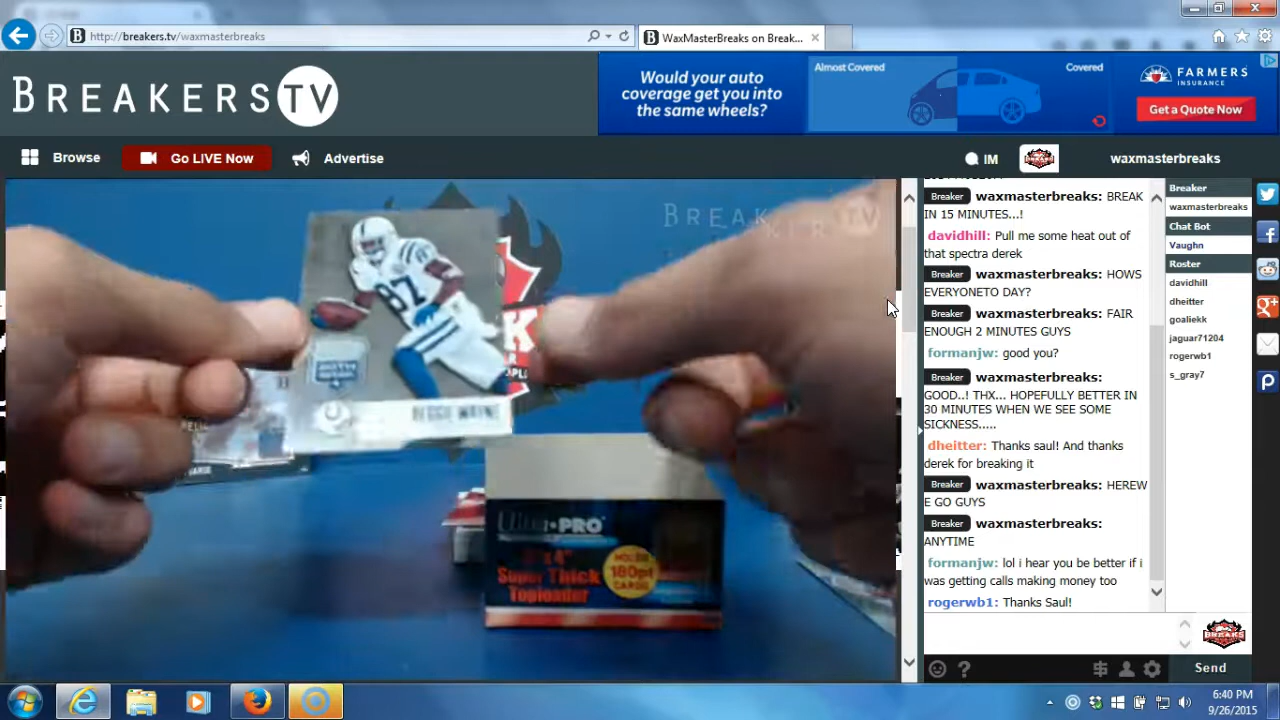 http://breakers.tv/waxmasterbreaks
WaxMasterBreaks on Break...
BREAKERSTV
Would your auto
coverage get you into
the same wheels?
Almost Covered
Covered
FARMERS
INSURANCE
Get a Quote Now
Browse
Go LIVE Now
Advertise
IM
waxmasterbreaks
BREAKERSTV
87
REGGIE WAYNE
Ultra•PRO
Super Thick
Toploader
HOLDS
180pt
CARDS
Breaker waxmasterbreaks: BREAK
IN 15 MINUTES...!
davidhill: Pull me some heat out of
that spectra derek
Breaker waxmasterbreaks: HOWS
EVERYONETO DAY?
Breaker waxmasterbreaks: FAIR
ENOUGH 2 MINUTES GUYS
formanjw: good you?
Breaker waxmasterbreaks:
GOOD..! THX... HOPEFULLY BETTER IN
30 MINUTES WHEN WE SEE SOME
SICKNESS.....
dheitter: Thanks saul! And thanks
derek for breaking it
Breaker waxmasterbreaks: HEREW
E GO GUYS
Breaker waxmasterbreaks:
ANYTIME
formanjw: lol i hear you be better if i
was getting calls making money too
rogerwb1: Thanks Saul!
Breaker
waxmasterbreaks
Chat Bot
Vaughn
Roster
davidhill
dheitter
goaliekk
jaguar71204
rogerwb1
s_gray7
BREAKS
Send
6:40 PM
9/26/2015